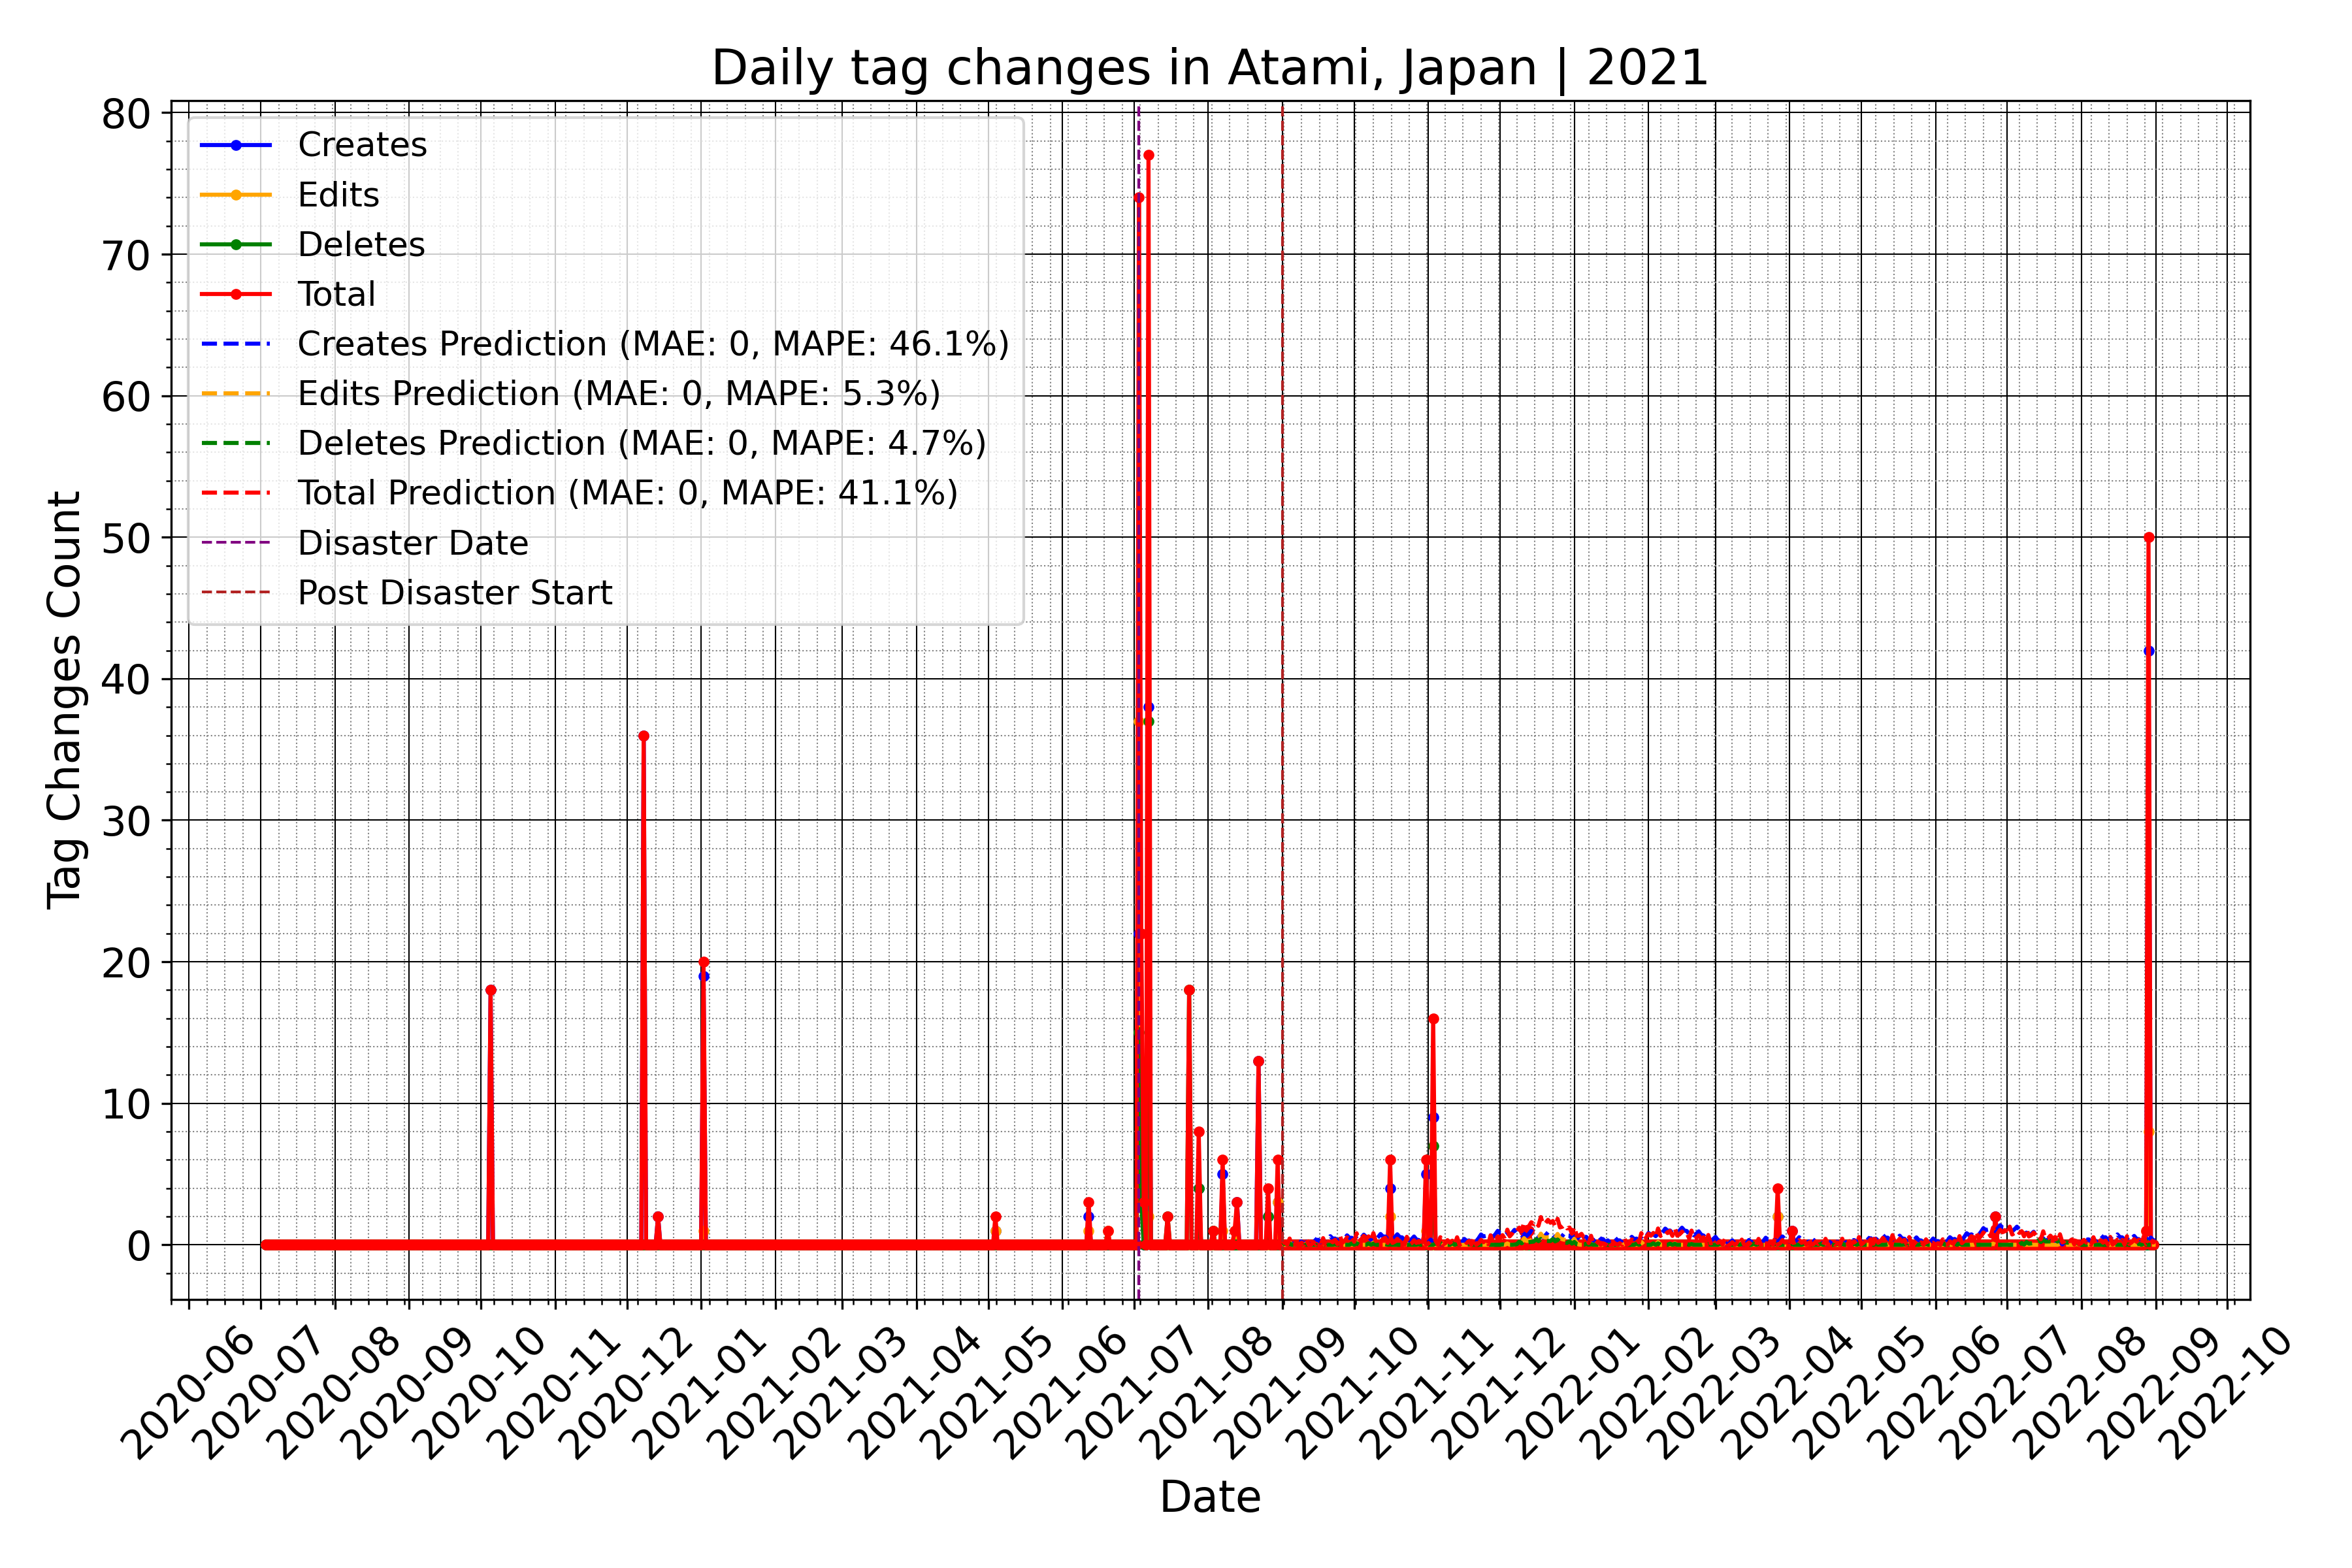 Daily tag changes in Atami, Japan | 2021
Tag Changes Count
80
70
60
50
40
30
20
10
0
Creates
Edits
Deletes
Total
Creates Prediction (MAE: 0, MAPE: 46.1%)
Edits Prediction (MAE: 0, MAPE: 5.3%)
Deletes Prediction (MAE: 0, MAPE: 4.7%)
Total Prediction (MAE: 0, MAPE: 41.1%)
Disaster Date
Post Disaster Start
2020-06
2020-07
2020-08
2020-09
2020-10
2020-11
2020-12
2021-01
2021-02
2021-03
2021-04
2021-05
2021-06
2021-07
2021-08
2021-09
2021-10
2021-11
2021-12
2022-01
2022-02
2022-03
2022-04
2022-05
2022-06
2022-07
2022-08
2022-09
2022-10
Date